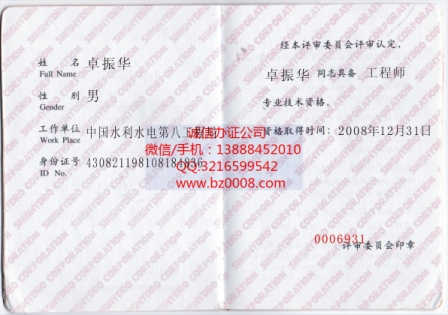 姓 名 卓振华
Full Name
性 别 男
Gender
工作单位 中国水利水电第八工程局
Work Place
身份证号 430821198108184936
ID No.
经本评审委员会评审认定，
卓振华 同志具备 工程师
专业技术资格。
资格取得时间：2008年12月31日
0006931
评审委员会印章
诚信办证公司
微信/手机：13888452010
QQ:3216599542
www.bz0008.com
SINOHYDRO CORPORATION